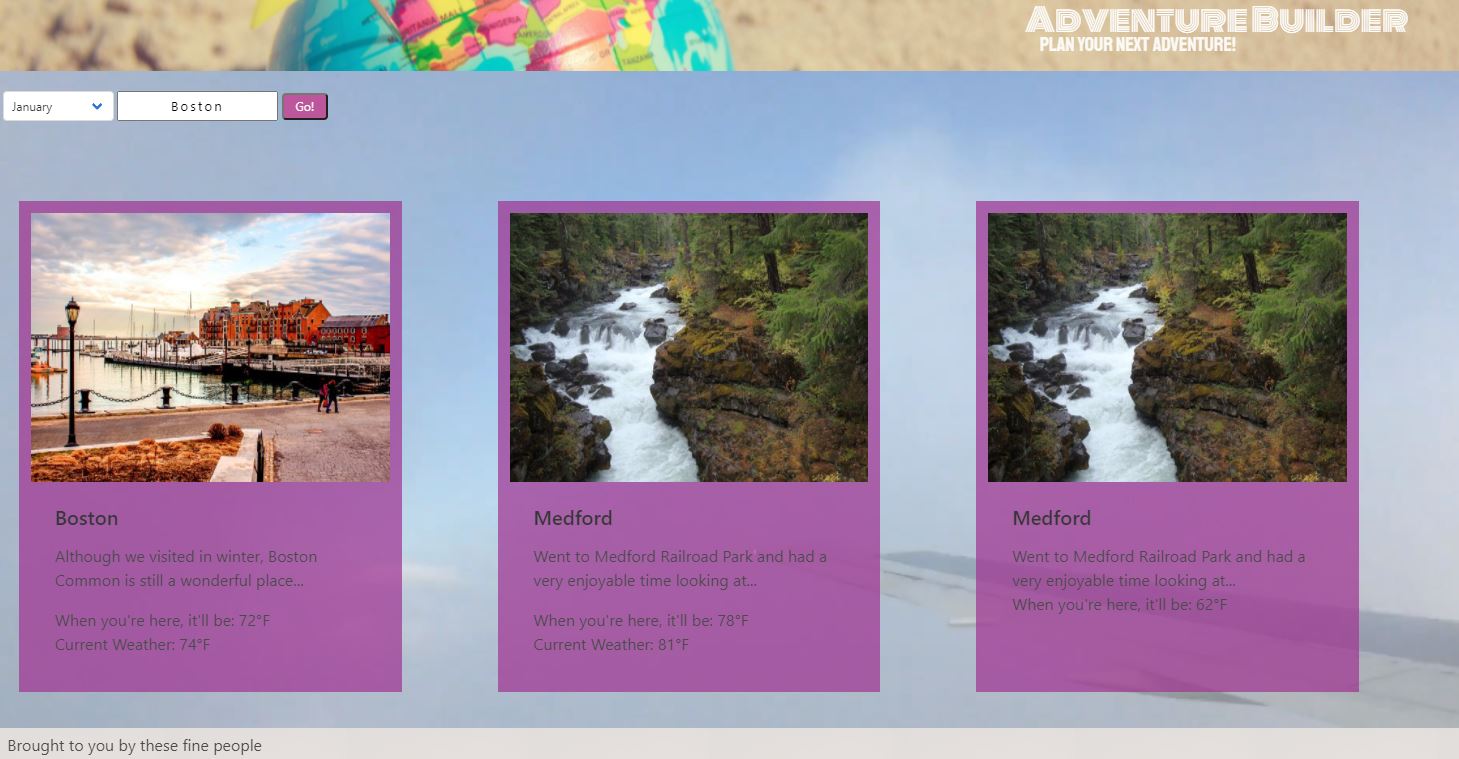 MAURITANIA
MALI
NIGERIA
TANZANIA
ADVENTURE BUILDER
PLAN YOUR NEXT ADVENTURE!
January
Boston
Go!
Boston
Although we visited in winter, Boston
Common is still a wonderful place...
When you're here, it'll be: 72°F
Current Weather: 74°F
Medford
Went to Medford Railroad Park and had a
very enjoyable time looking at...
When you're here, it'll be: 78°F
Current Weather: 81°F
Medford
Went to Medford Railroad Park and had a
very enjoyable time looking at...
When you're here, it'll be: 62°F
Brought to you by these fine people